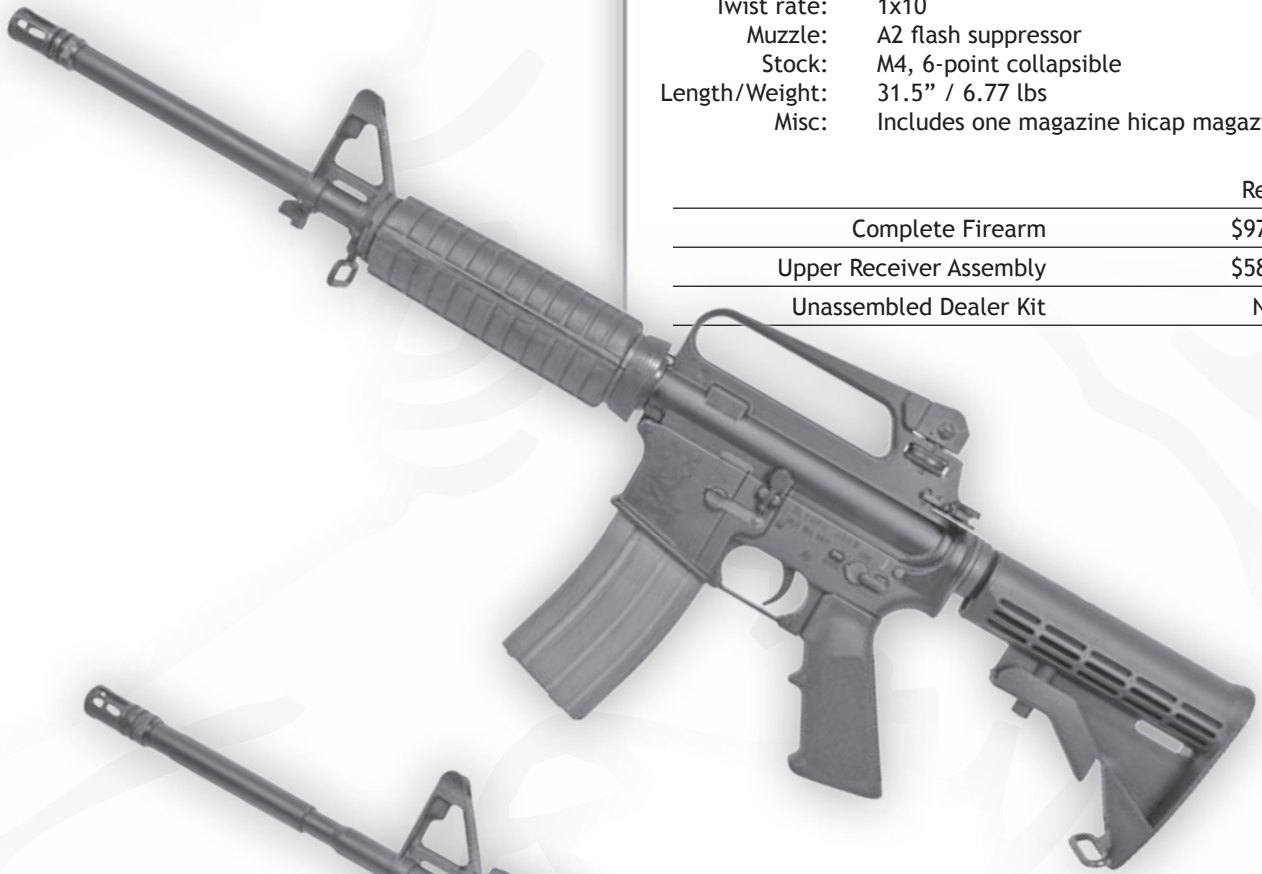 Twist rate: 1x10
Muzzle: A2 flash suppressor
Stock: M4, 6-point collapsible
Length/Weight: 31.5” / 6.77 lbs
Misc: Includes one magazine hicap
Complete Firearm
Upper Receiver Assembly
Unassembled Dealer Kit